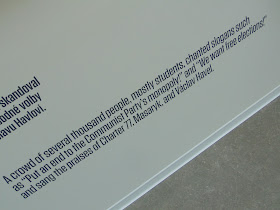 Skandoval
odné volby
avu Havlovi.
A crowd of several thousand people, mostly students, chanted slogans such
as "Put an end to the Communist Party's monopoly!" and "We want free elections!"
and sang the praises of Charter 77, Masaryk, and Václav Havel.